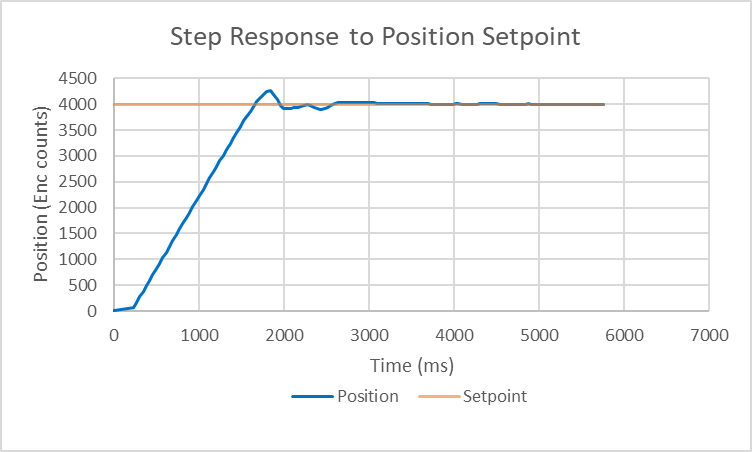 Step Response to Position Setpoint
Position (Enc counts)
4500
4000
3500
3000
2500
2000
1500
1000
500
0
0 1000 2000 3000 4000 5000 6000 7000
Time (ms)
Position Setpoint